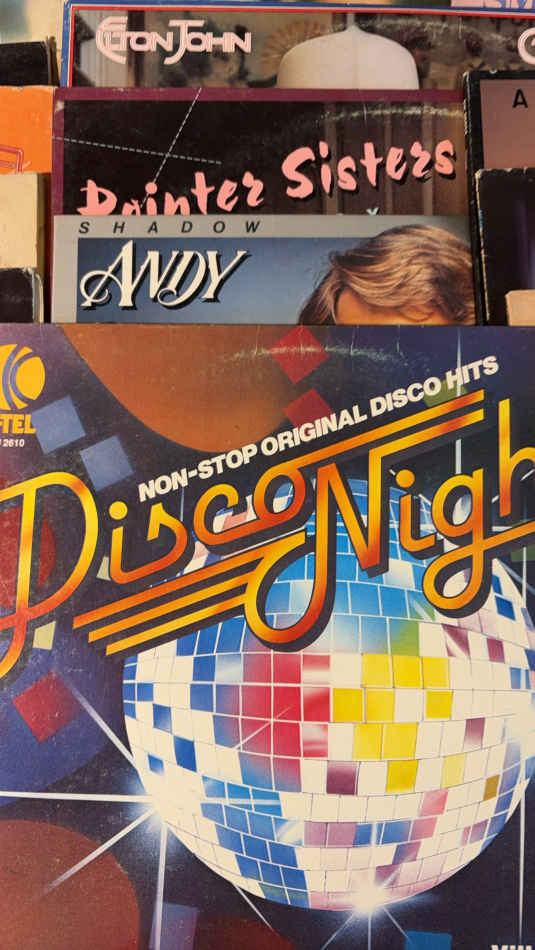 ELTON JOHN
A
Pointer Sisters
SHADOW
ANDY
NON-STOP ORIGINAL DISCO HITS
Disco Nigh
TEL
2610